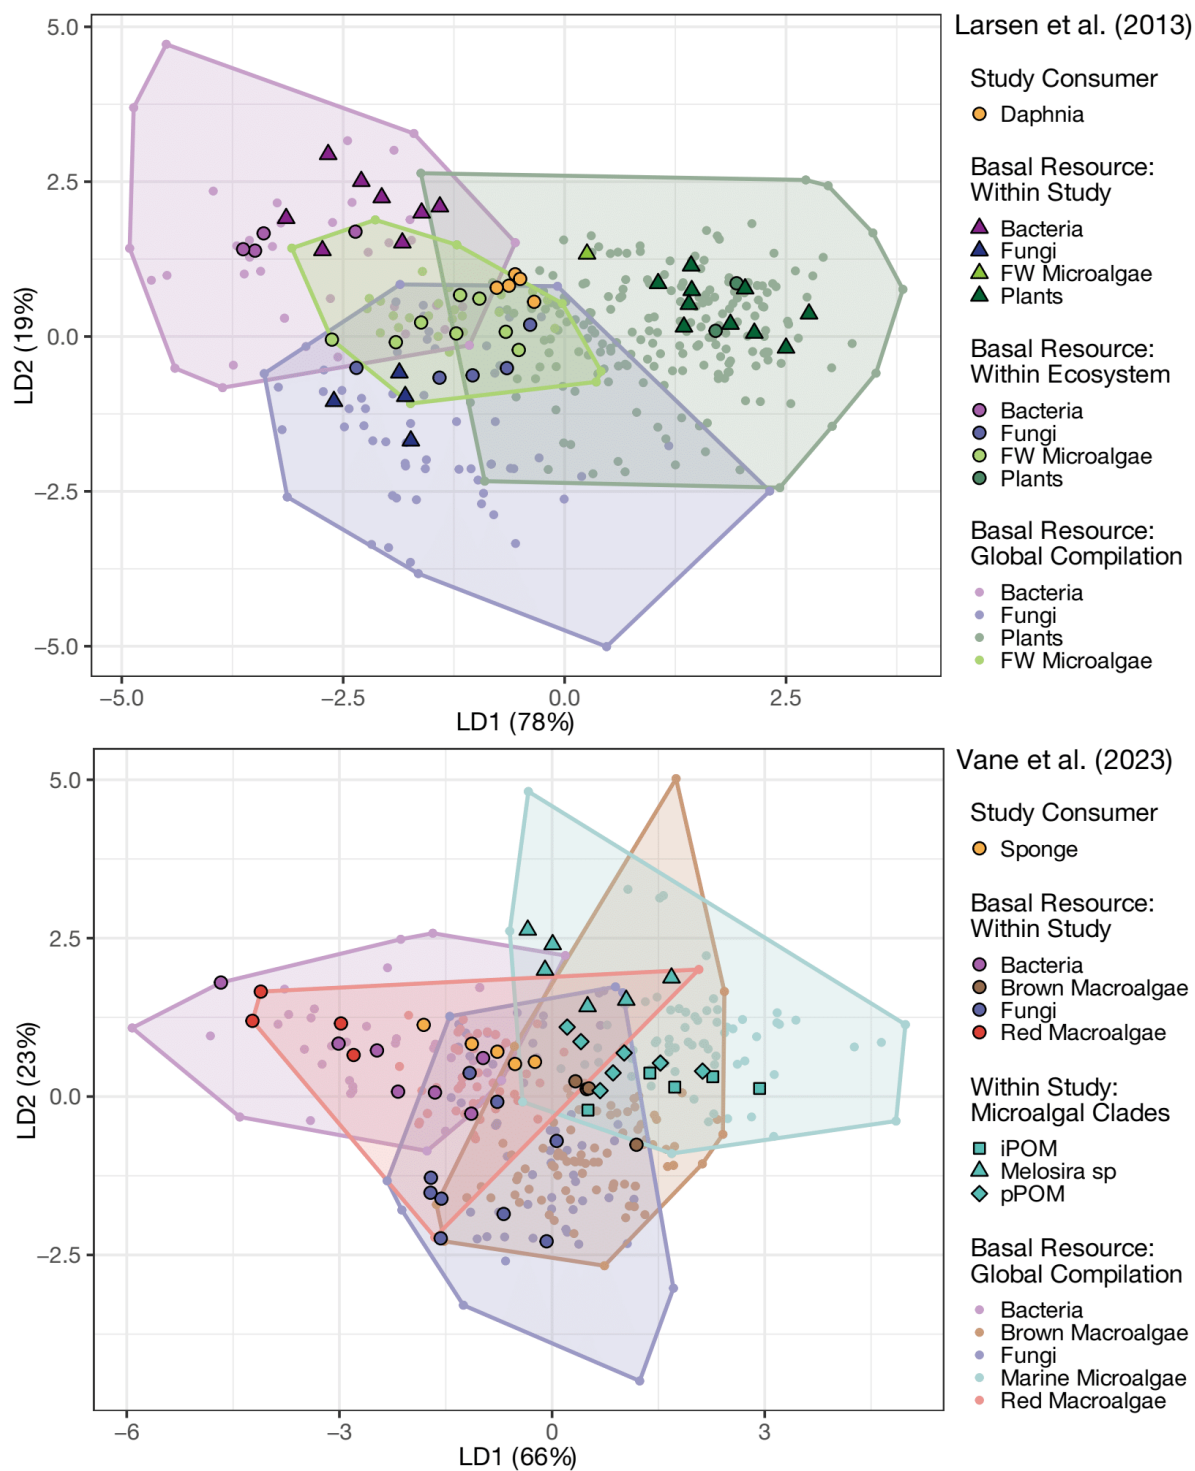 Larsen et al. (2013)
5.0
2.5
0.0
−2.5
−5.0
LD2 (19%)
−5.0
−2.5
0.0
2.5
LD1 (78%)
Study Consumer
Daphnia
Basal Resource:
Within Study
Bacteria
Fungi
FW Microalgae
Plants
Basal Resource:
Within Ecosystem
Bacteria
Fungi
FW Microalgae
Plants
Basal Resource:
Global Compilation
Bacteria
Fungi
Plants
FW Microalgae
Vane et al. (2023)
5.0
2.5
0.0
−2.5
LD2 (23%)
−6
−3
0
3
LD1 (66%)
Study Consumer
Sponge
Basal Resource:
Within Study
Bacteria
Brown Macroalgae
Fungi
Red Macroalgae
Within Study:
Microalgal Clades
iPOM
Melosira sp
pPOM
Basal Resource:
Global Compilation
Bacteria
Brown Macroalgae
Fungi
Marine Microalgae
Red Macroalgae